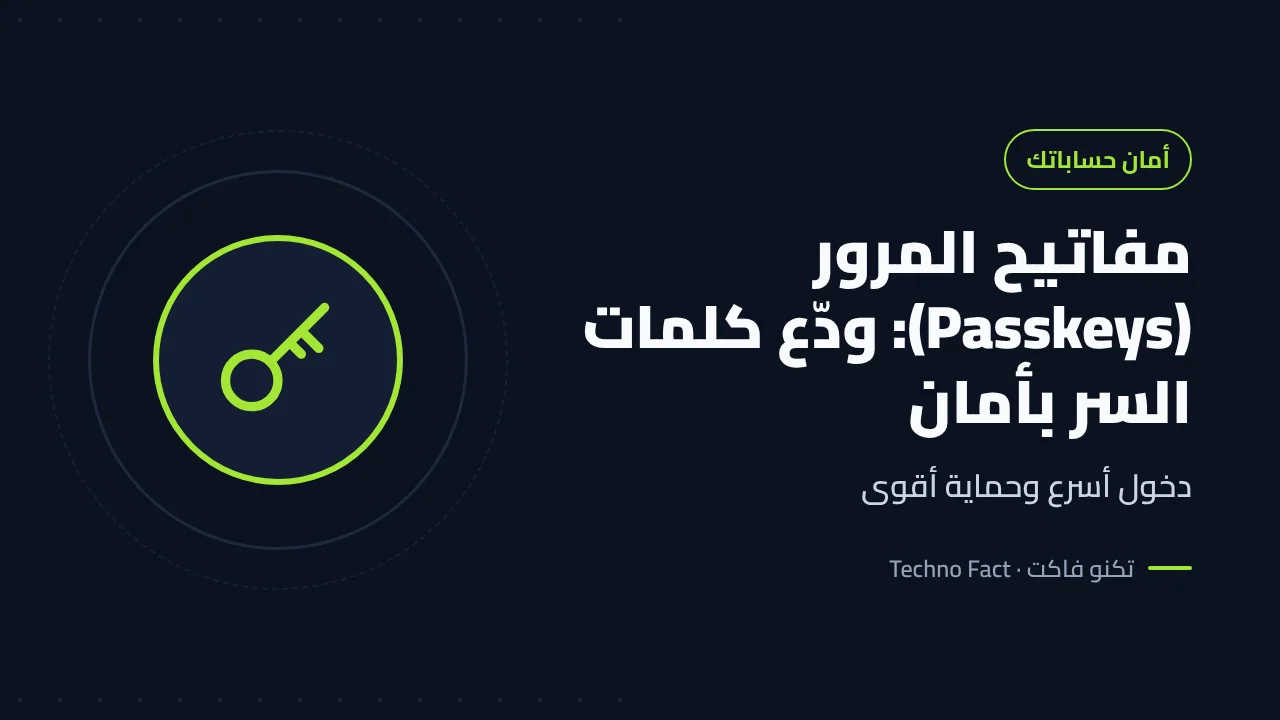 أمان حساباتك
مفاتيح المرور
(Passkeys): ودّع كلمات
السر بأمان
دخول أسرع وحماية أقوى
تكنو فاكت · Techno Fact